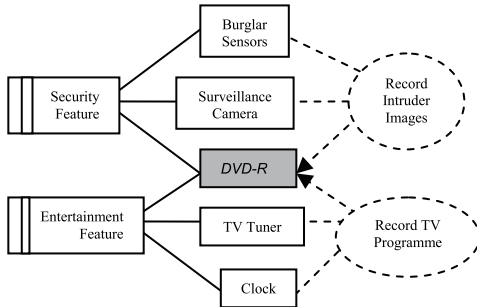 Burglar
Sensors
Security
Feature
Surveillance
Camera
Record
Intruder
Images
DVD-R
Entertainment
Feature
TV Tuner
Record TV
Programme
Clock